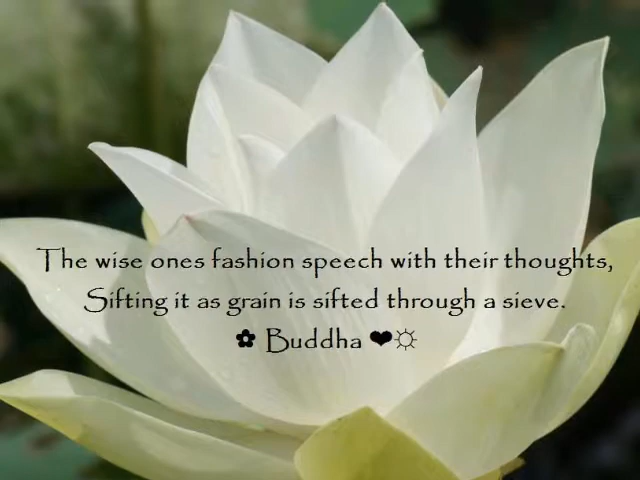 The wise ones fashion speech with their thoughts,
Sifting it as grain is sifted through a sieve.
✿ Buddha ❤☼